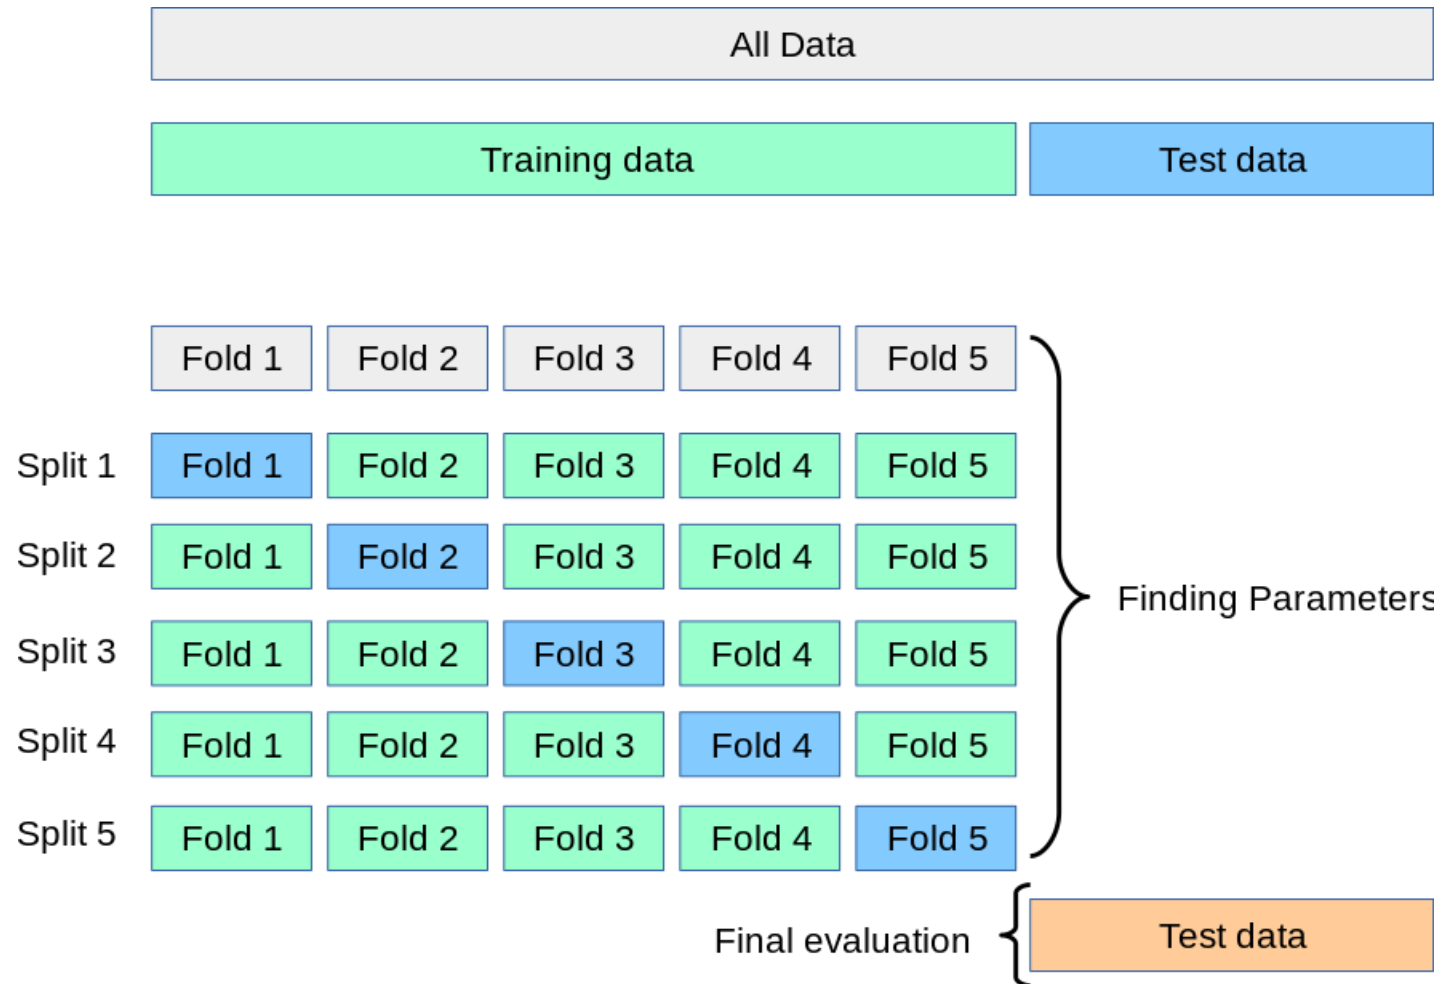 All Data
Training data Test data
Fold 1 Fold 2 Fold 3 Fold 4 Fold 5
Split 1 Fold 1 Fold 2 Fold 3 Fold 4 Fold 5
Split 2 Fold 1 Fold 2 Fold 3 Fold 4 Fold 5
Finding Parameters
Split 3 Fold 1 Fold 2 Fold 3 Fold 4 Fold 5
Split 4 Fold 1 Fold 2 Fold 3 Fold 4 Fold 5
Split 5 Fold 1 Fold 2 Fold 3 Fold 4 Fold 5
Final evaluation Test data